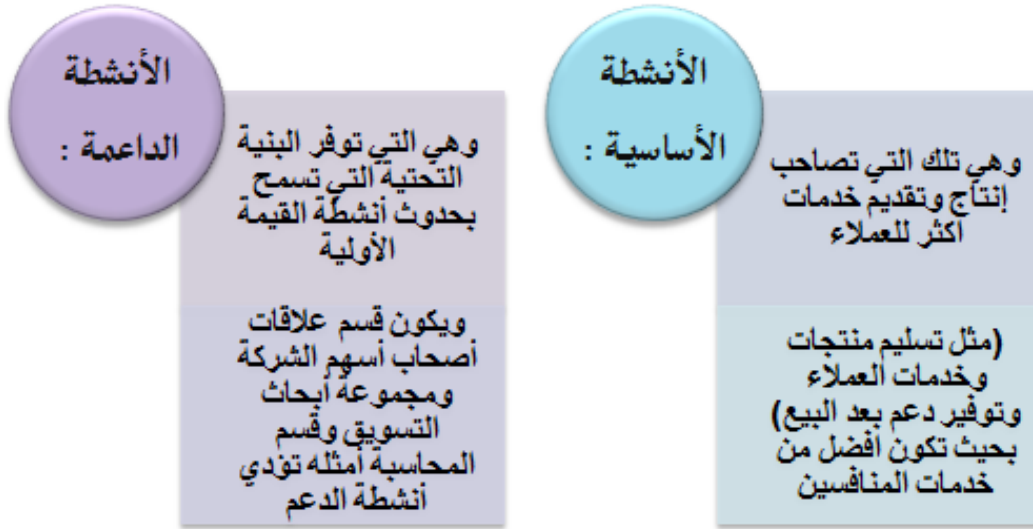 الأنشطة
الأساسية :
وهي تلك التي تصاحب
إنتاج وتقديم خدمات
اكثر للعملاء
(مثل تسليم منتجات
وخدمات العملاء
وتوفير دعم بعد البيع)
بحيث تكون أفضل من
خدمات المنافسين
الأنشطة
الداعمة :
وهي التي توفر البنية
التحتية التي تسمح
بحدوث أنشطة القيمة
الأولية
ويكون قسم علاقات
أصحاب أسهم الشركة
ومجموعة أبحاث
التسويق وقسم
المحاسبة أمثله تؤدي
أنشطة الدعم